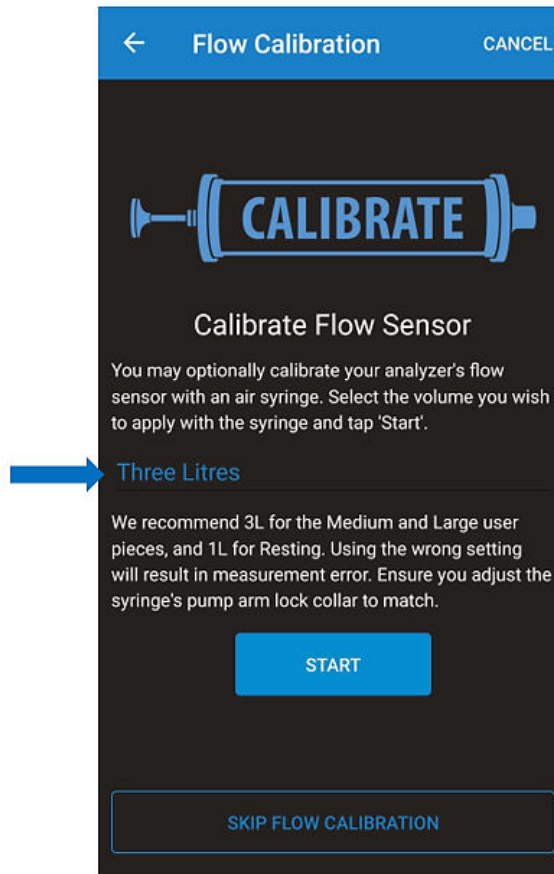 Flow Calibration CANCEL
CALIBRATE
Calibrate Flow Sensor
You may optionally calibrate your analyzer's flow
sensor with an air syringe. Select the volume you wish
to apply with the syringe and tap 'Start'.
Three Litres
We recommend 3L for the Medium and Large user
pieces, and 1L for Resting. Using the wrong setting
will result in measurement error. Ensure you adjust the
syringe's pump arm lock collar to match.
START
SKIP FLOW CALIBRATION